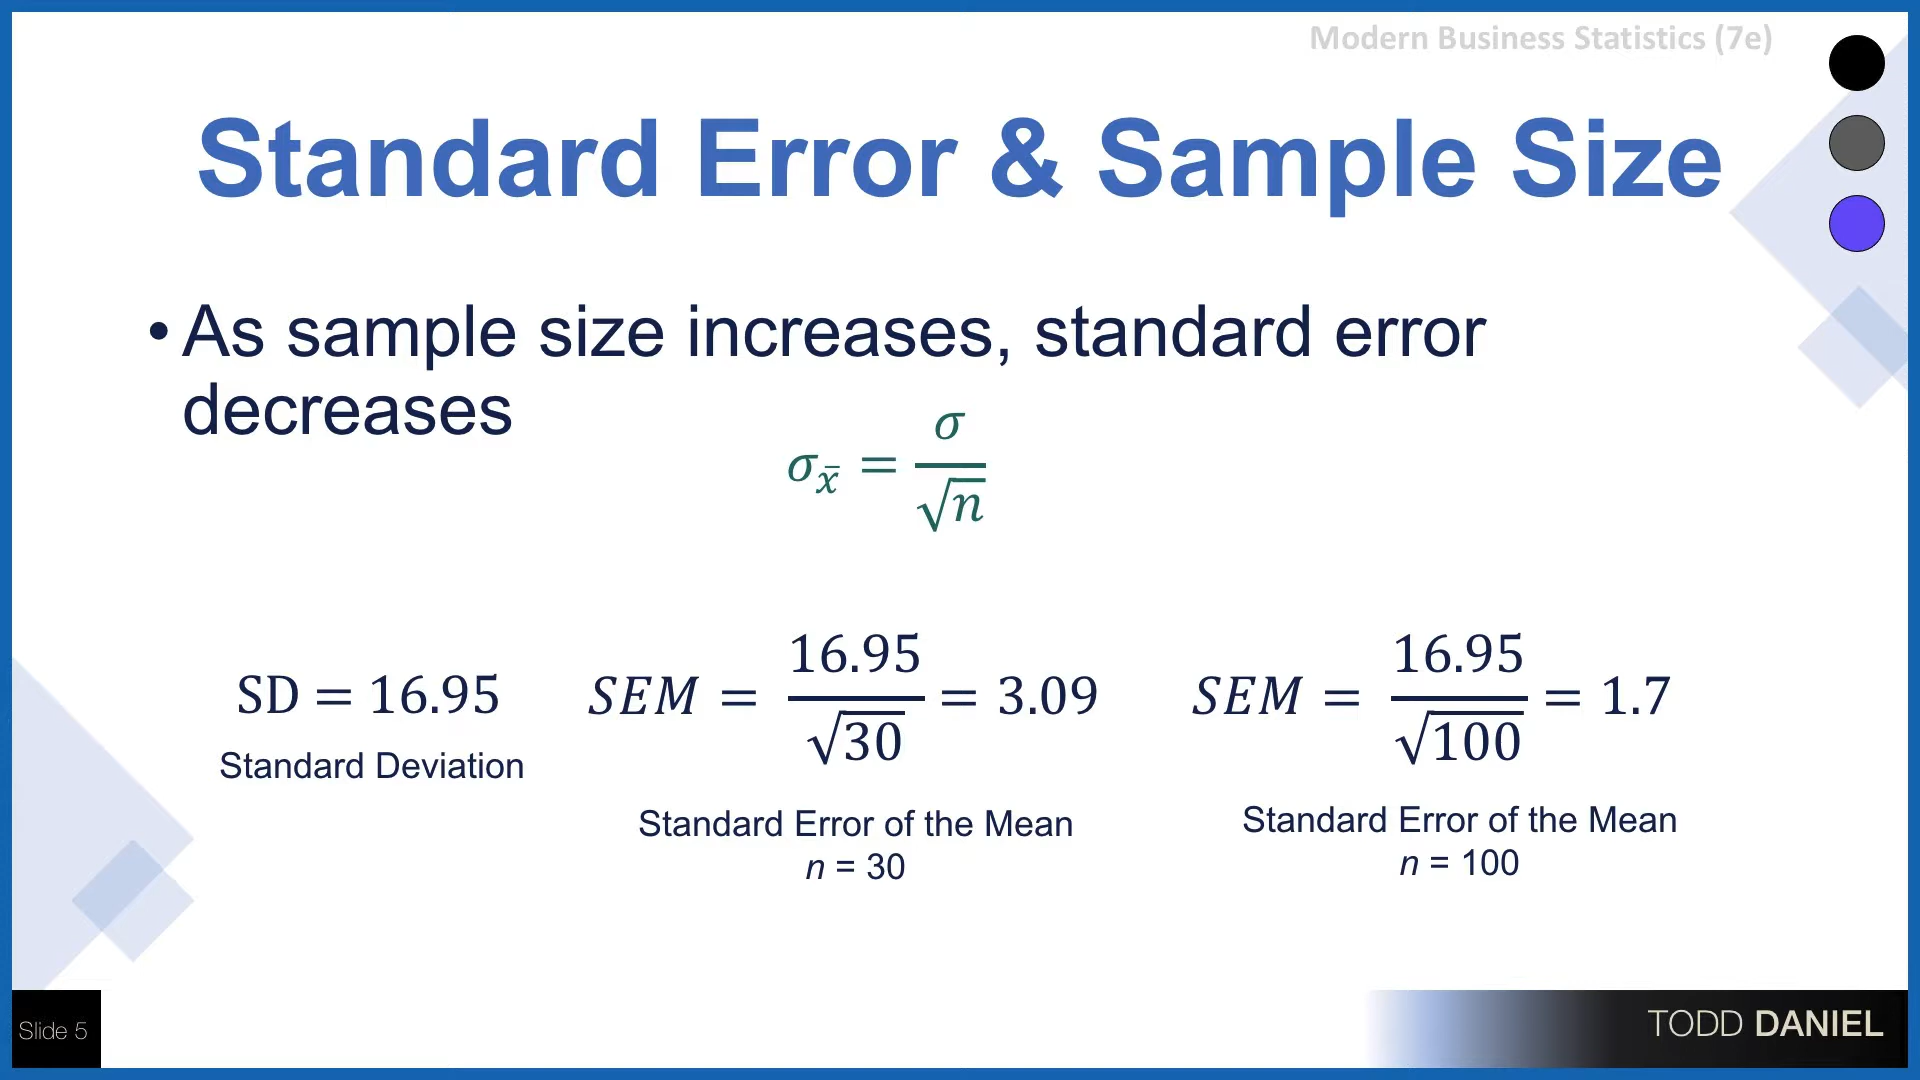 Modern Business Statistics (7e)
Standard Error & Sample Size
• As sample size increases, standard error
decreases
σx̄ = σ/√n
SD = 16.95
Standard Deviation
SEM = 16.95/√30 = 3.09
Standard Error of the Mean
n = 30
SEM = 16.95/√100 = 1.7
Standard Error of the Mean
n = 100
Slide 5
TODD DANIEL